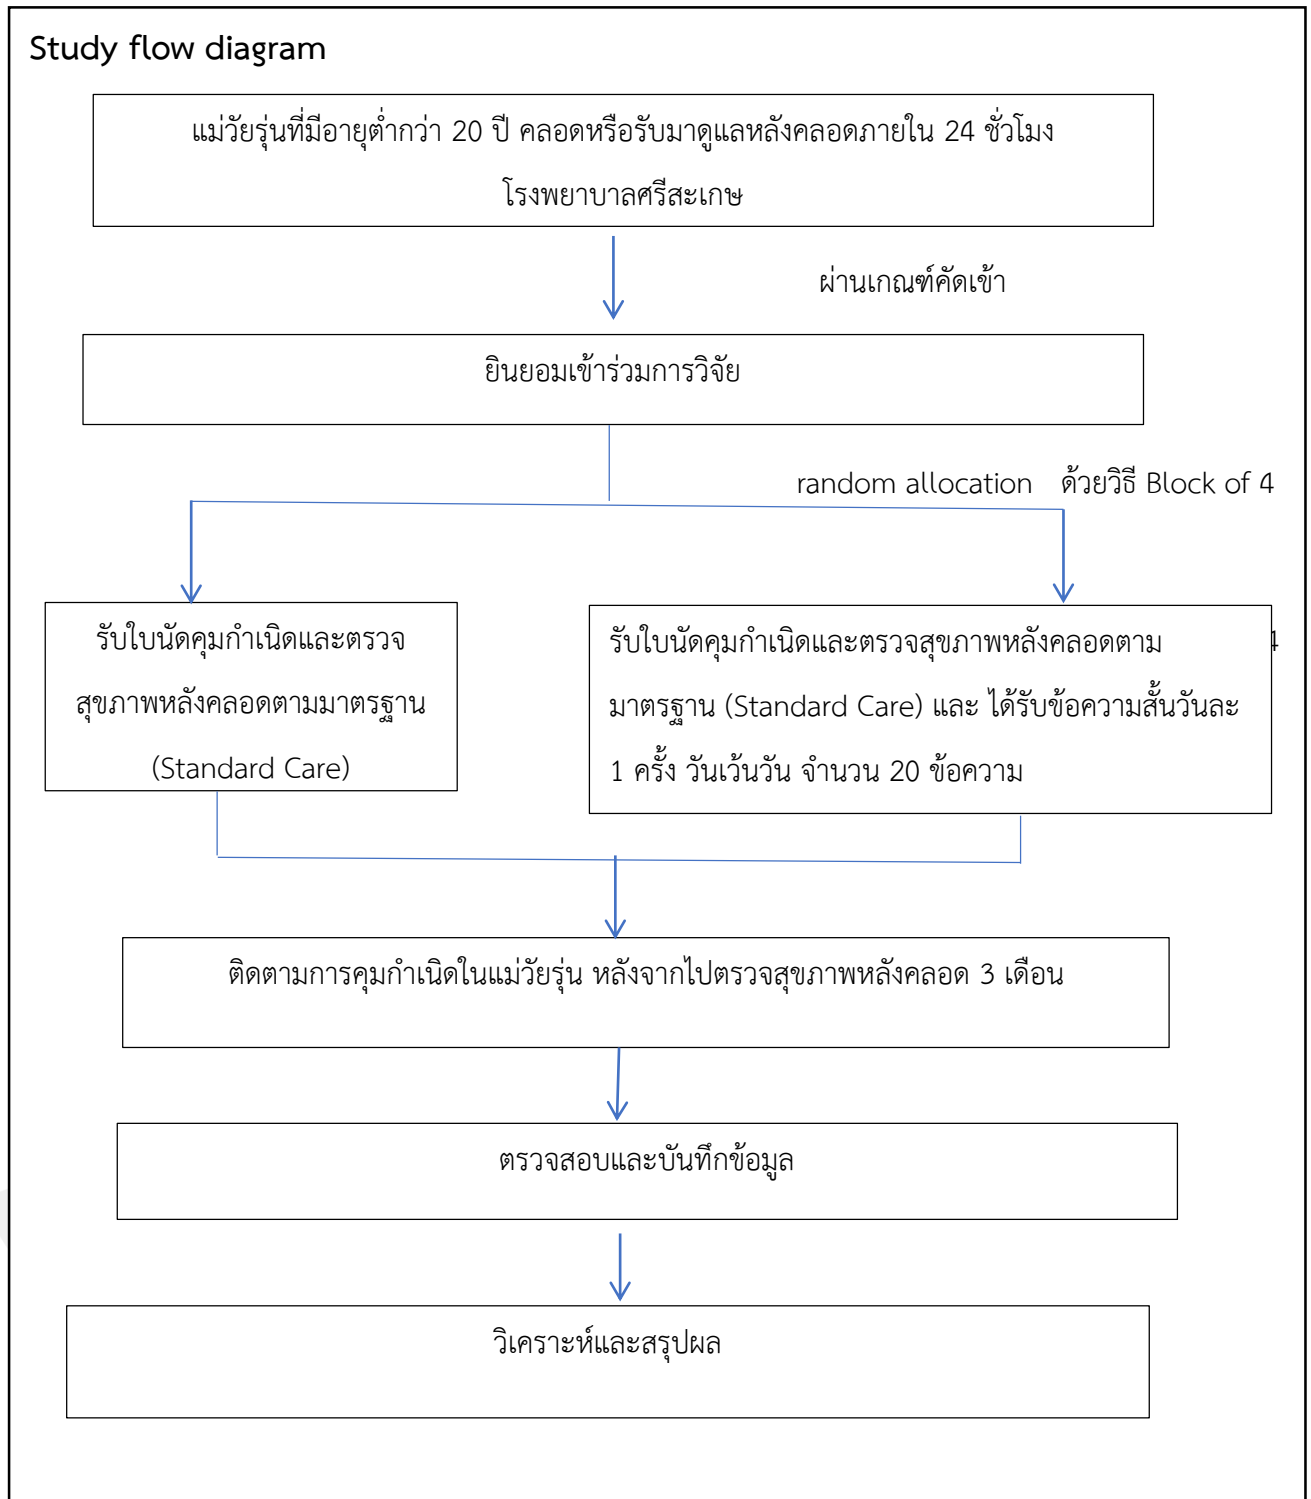 Study flow diagram
แม่วัยรุ่นที่มีอายุต่ำกว่า 20 ปี คลอดหรือรับมาดูแลหลังคลอดภายใน 24 ชั่วโมง
โรงพยาบาลศรีสะเกษ
ผ่านเกณฑ์คัดเข้า
ยินยอมเข้าร่วมการวิจัย
random allocation ด้วยวิธี Block of 4
รับใบนัดคุมกำเนิดและตรวจ
สุขภาพหลังคลอดตามมาตรฐาน
(Standard Care)
รับใบนัดคุมกำเนิดและตรวจสุขภาพหลังคลอดตาม
มาตรฐาน (Standard Care) และ ได้รับข้อความสั้นวันละ
1 ครั้ง วันเว้นวัน จำนวน 20 ข้อความ
4
ติดตามการคุมกำเนิดในแม่วัยรุ่น หลังจากไปตรวจสุขภาพหลังคลอด 3 เดือน
ตรวจสอบและบันทึกข้อมูล
วิเคราะห์และสรุปผล